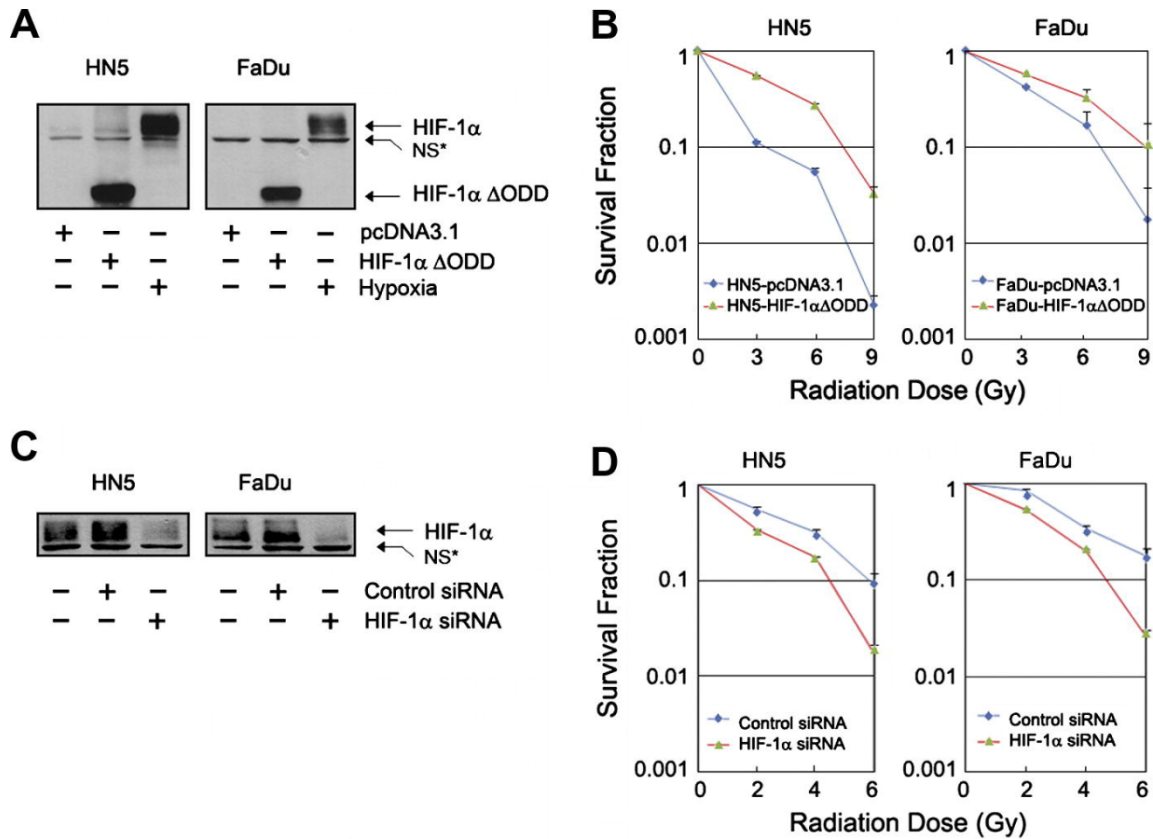 A
HN5 FaDu
HIF-1α
NS*
HIF-1α ΔODD
+ − − + − − pcDNA3.1
− + − − + − HIF-1α ΔODD
− − + − − + Hypoxia
B
HN5 FaDu
Survival Fraction
1 1
0.1 0.1
0.01 0.01
0.001 0.001
HN5-pcDNA3.1
HN5-HIF-1αΔODD
FaDu-pcDNA3.1
FaDu-HIF-1αΔODD
0 3 6 9 0 3 6 9
Radiation Dose (Gy)
C
HN5 FaDu
HIF-1α
NS*
− + − − + − Control siRNA
− − + − − + HIF-1α siRNA
D
HN5 FaDu
Survival Fraction
1 1
0.1 0.1
0.01 0.01
0.001 0.001
Control siRNA
HIF-1α siRNA
Control siRNA
HIF-1α siRNA
0 2 4 6 0 2 4 6
Radiation Dose (Gy)